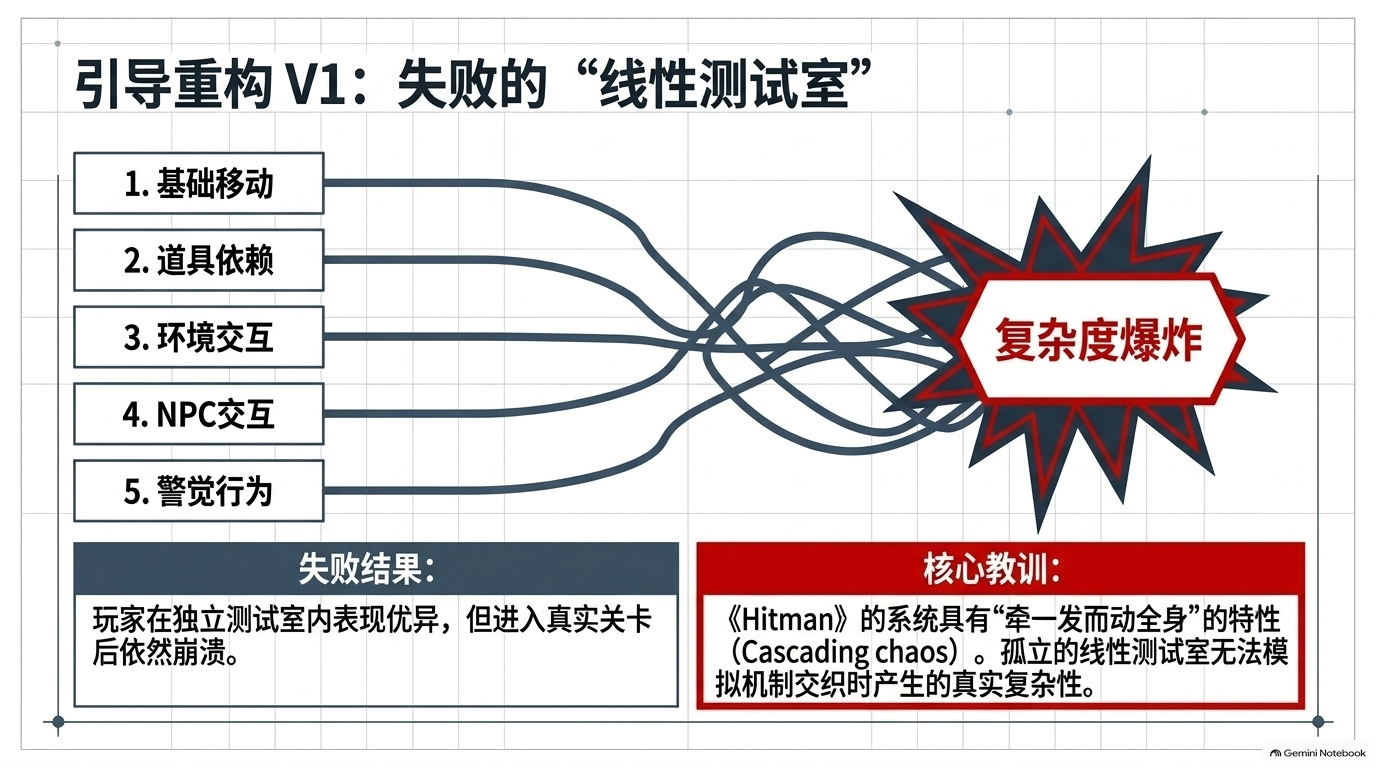 引导重构 V1：失败的“线性测试室”
1. 基础移动
2. 道具依赖
3. 环境交互
4. NPC交互
5. 警觉行为
复杂度爆炸
失败结果：
玩家在独立测试室内表现优异，但进入真实关卡
后依然崩溃。
核心教训：
《Hitman》的系统具有“牵一发而动全身”的特性
（Cascading chaos）。孤立的线性测试室无法模
拟机制交织时产生的真实复杂性。
Gemini Notebook